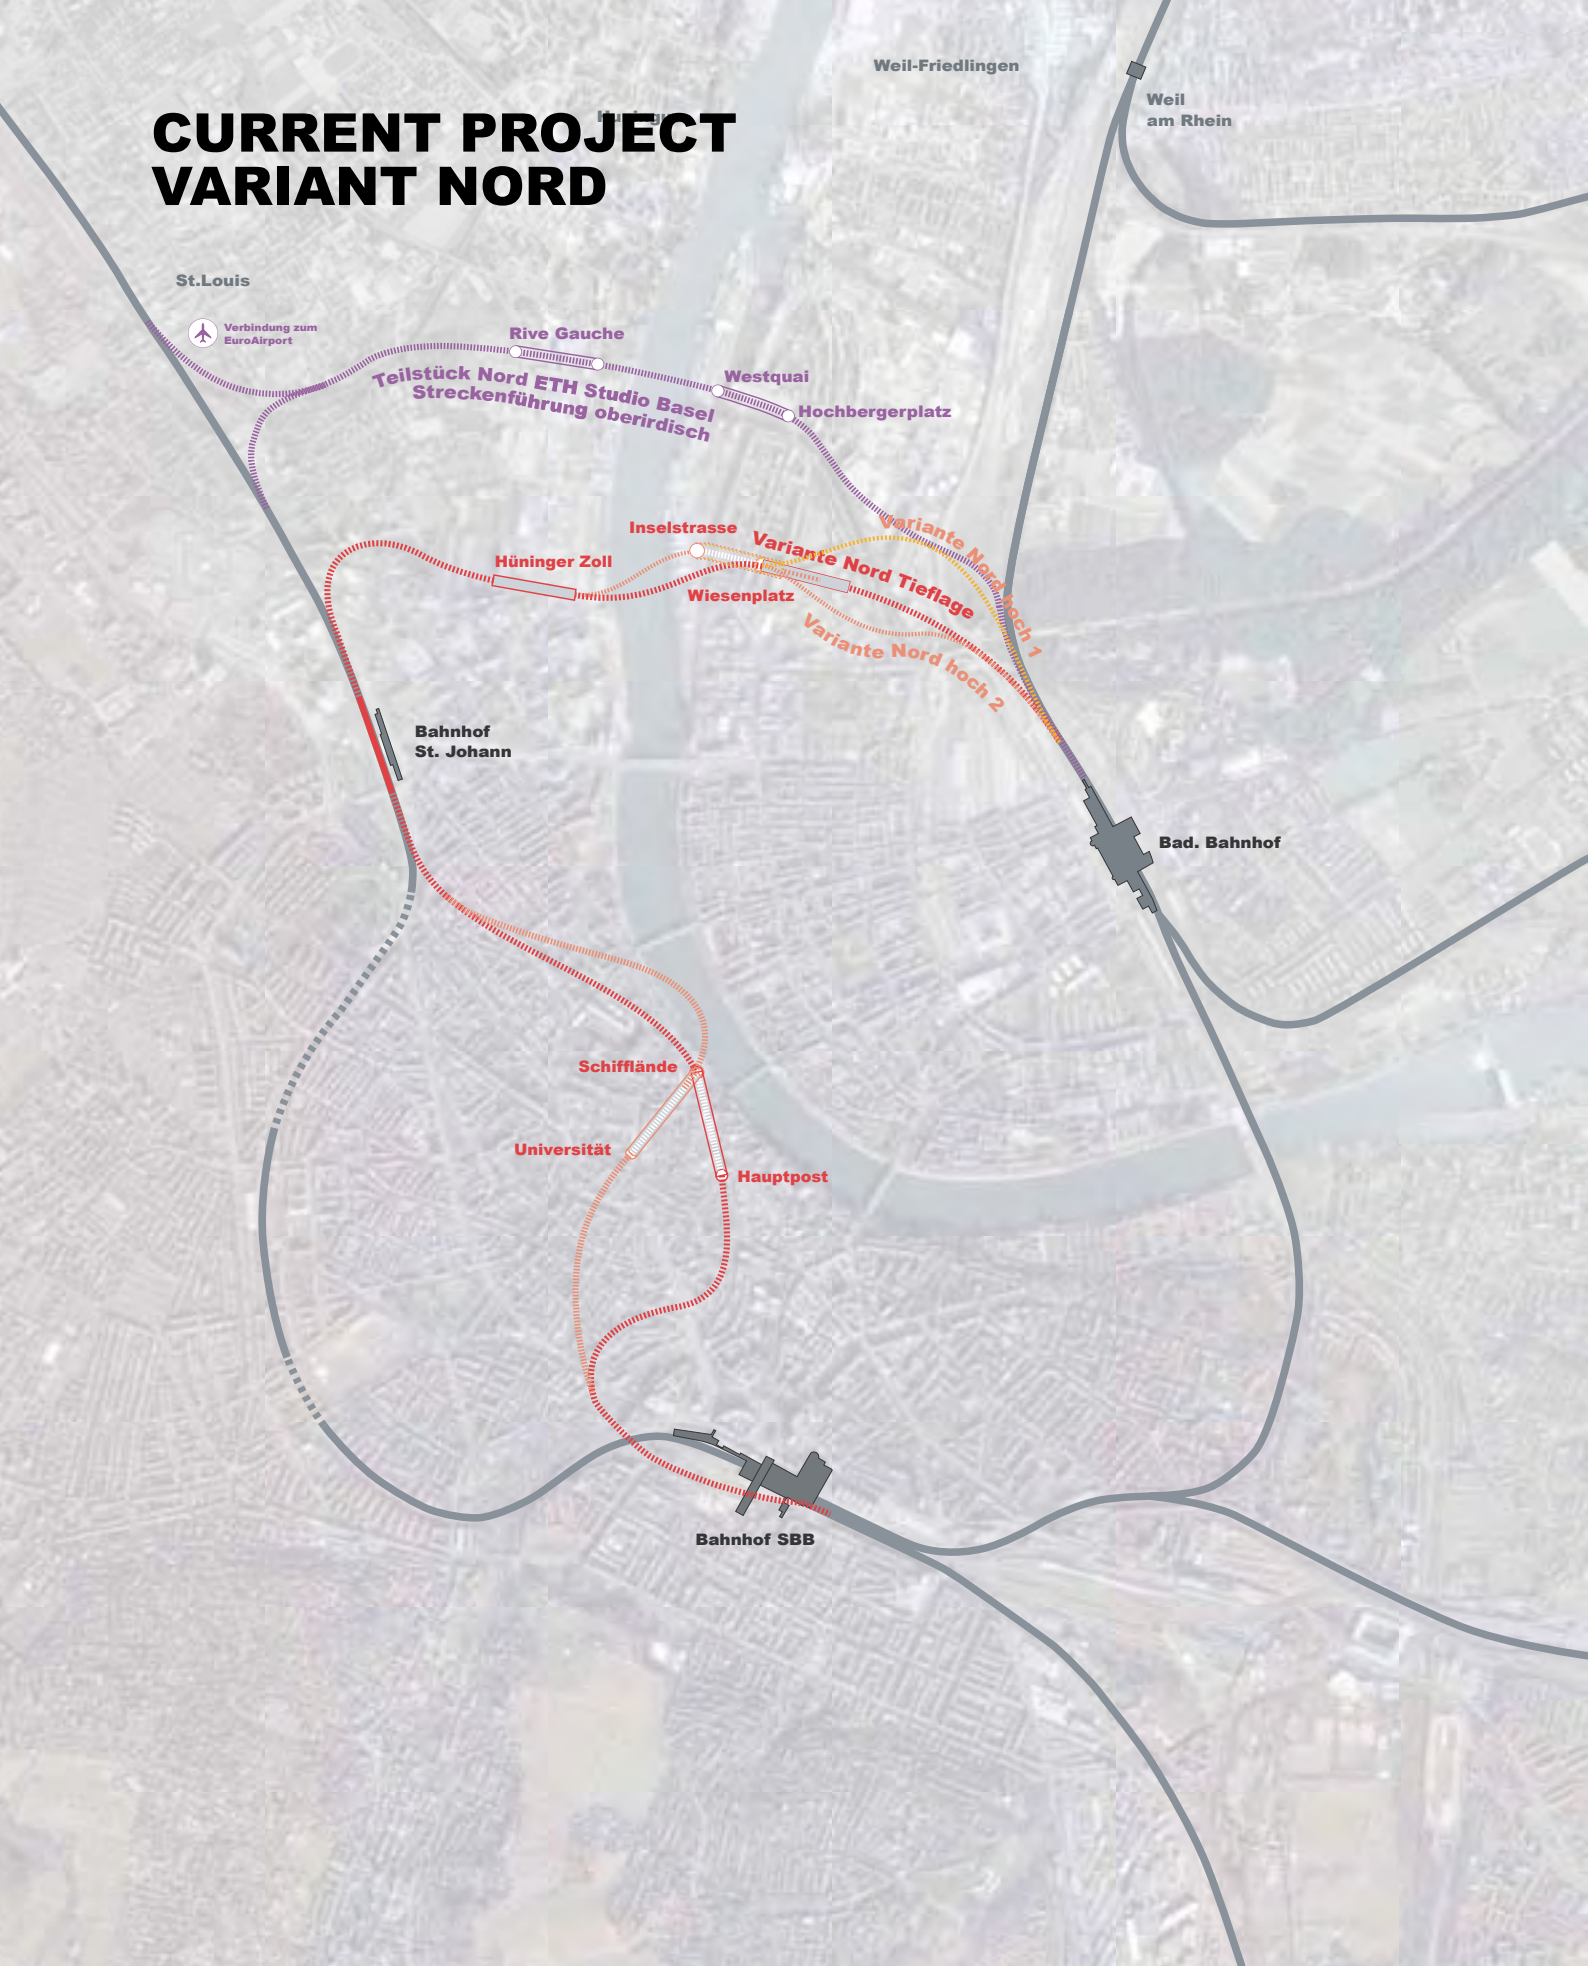 Weil-Friedlingen
Weil
am Rhein
CURRENT PROJECT
VARIANT NORD
St.Louis
Verbindung zum
EuroAirport
Rive Gauche
Westquai
Hochbergerplatz
Teilstück Nord ETH Studio Basel
Streckenführung oberirdisch
Inselstrasse
Hüninger Zoll
Wiesenplatz
Variante Nord Tieflage
Variante Nord hoch 1
Variante Nord hoch 2
Bahnhof
St. Johann
Bad. Bahnhof
Schifflände
Universität
Hauptpost
Bahnhof SBB